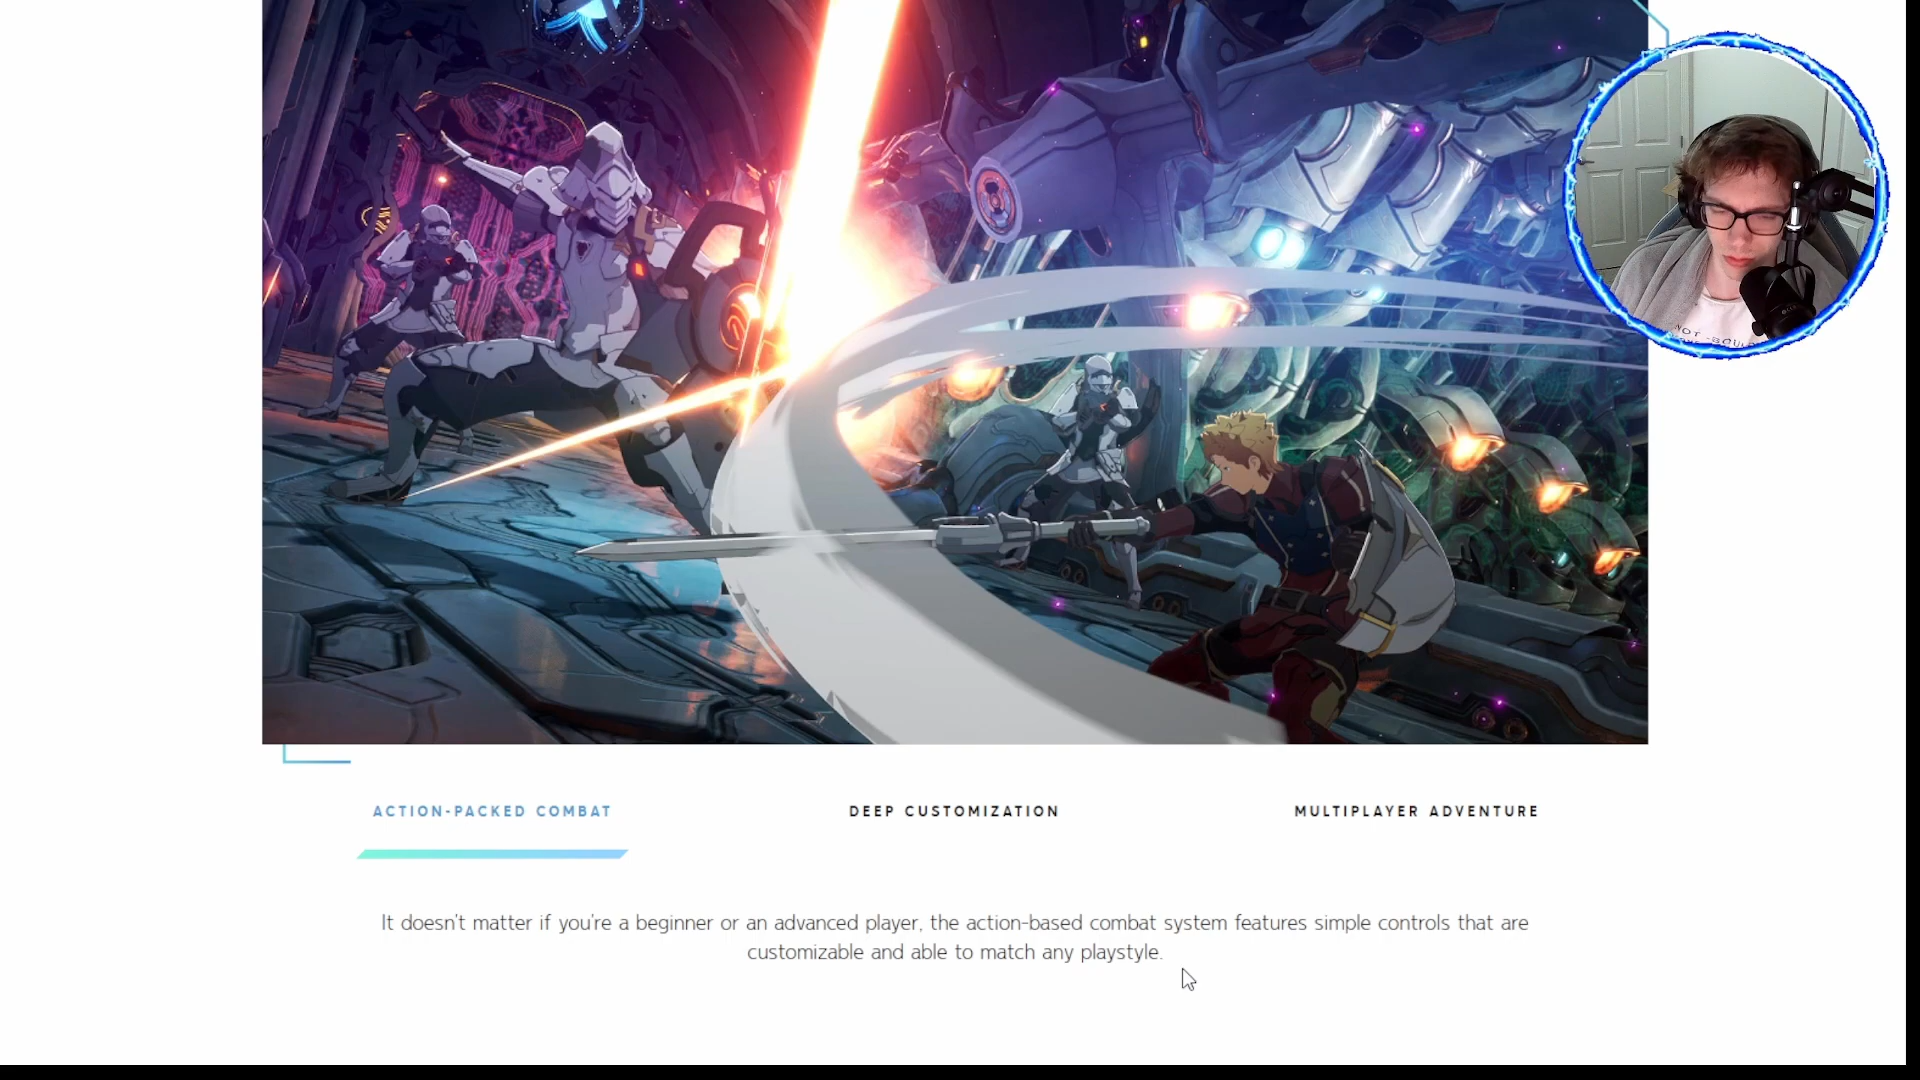 NOT
ACTION-PACKED COMBAT
DEEP CUSTOMIZATION
MULTIPLAYER ADVENTURE
It doesn't matter if you're a beginner or an advanced player, the action-based combat system features simple controls that are
customizable and able to match any playstyle.